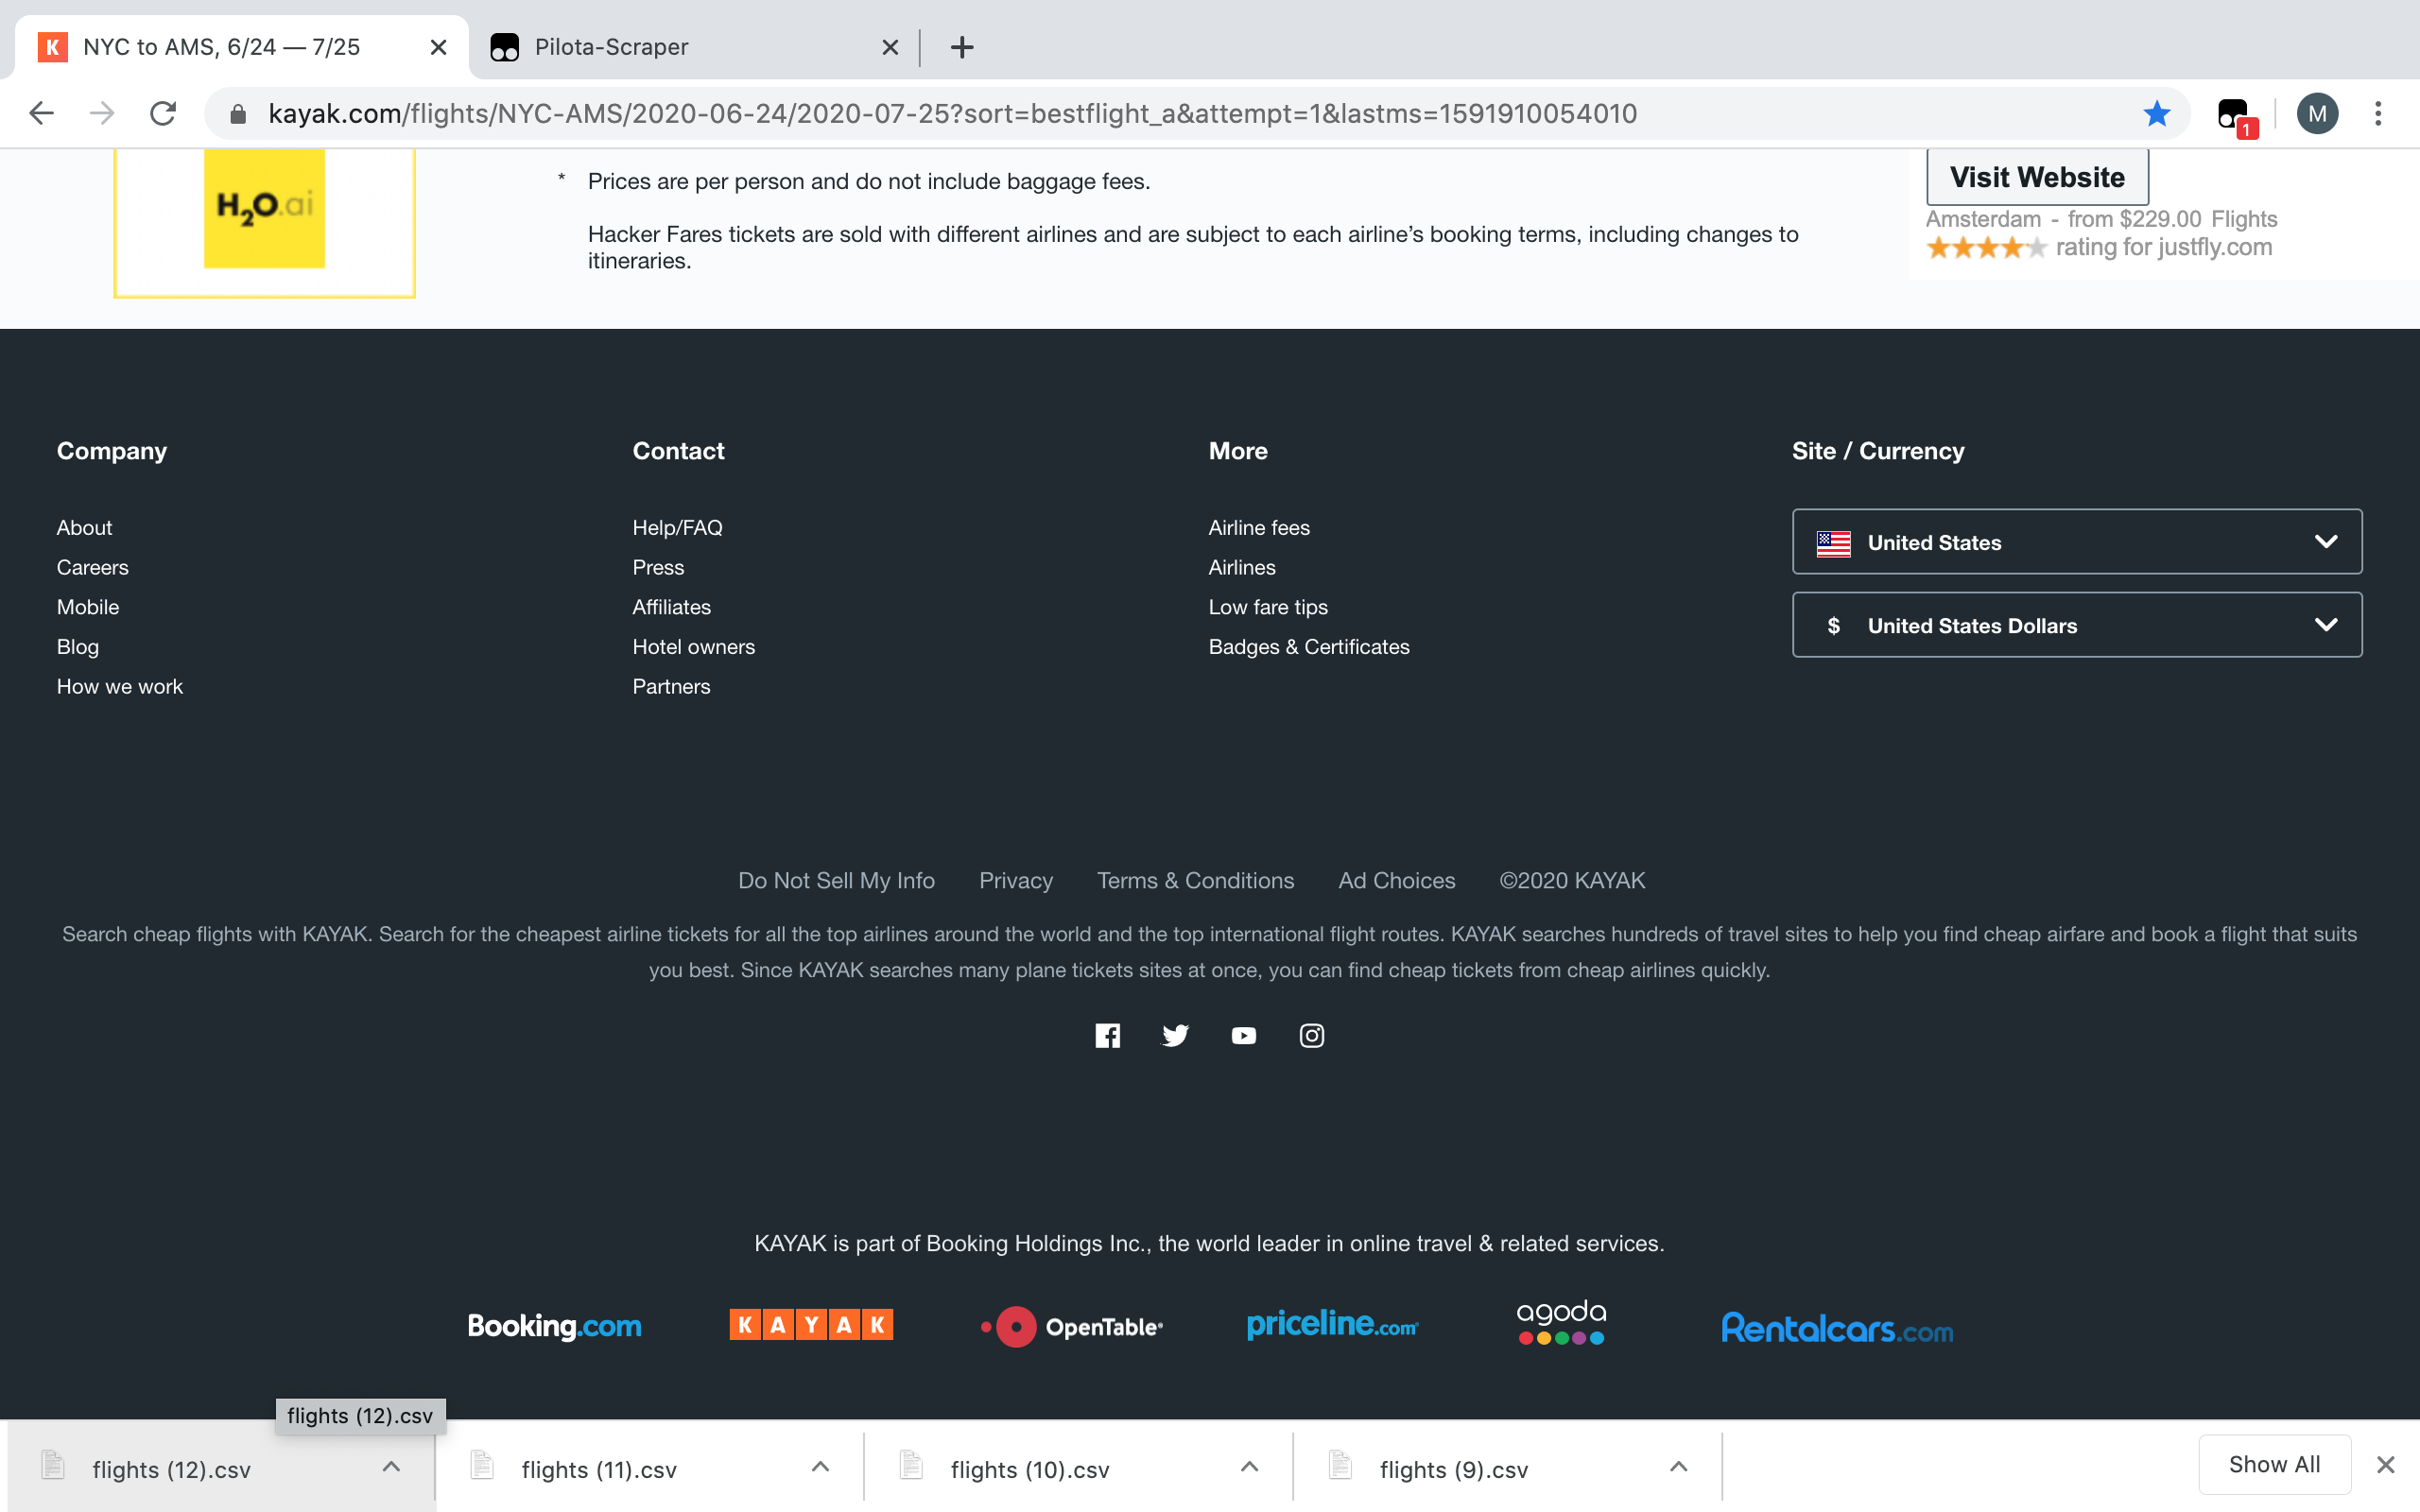 NYC to AMS, 6/24 — 7/25
Pilota-Scraper
kayak.com/flights/NYC-AMS/2020-06-24/2020-07-25?sort=bestflight_a&attempt=1&lastms=1591910054010
1
M
H2O.ai
* Prices are per person and do not include baggage fees.
Hacker Fares tickets are sold with different airlines and are subject to each airline’s booking terms, including changes to
itineraries.
Visit Website
Amsterdam - from $229.00 Flights
rating for justfly.com
Company
About
Careers
Mobile
Blog
How we work
Contact
Help/FAQ
Press
Affiliates
Hotel owners
Partners
More
Airline fees
Airlines
Low fare tips
Badges & Certificates
Site / Currency
United States
$ United States Dollars
Do Not Sell My Info Privacy Terms & Conditions Ad Choices ©2020 KAYAK
Search cheap flights with KAYAK. Search for the cheapest airline tickets for all the top airlines around the world and the top international flight routes. KAYAK searches hundreds of travel sites to help you find cheap airfare and book a flight that suits
you best. Since KAYAK searches many plane tickets sites at once, you can find cheap tickets from cheap airlines quickly.
KAYAK is part of Booking Holdings Inc., the world leader in online travel & related services.
Booking.com KAYAK OpenTable priceline.com agoda Rentalcars.com
flights (12).csv
flights (12).csv flights (11).csv flights (10).csv flights (9).csv Show All